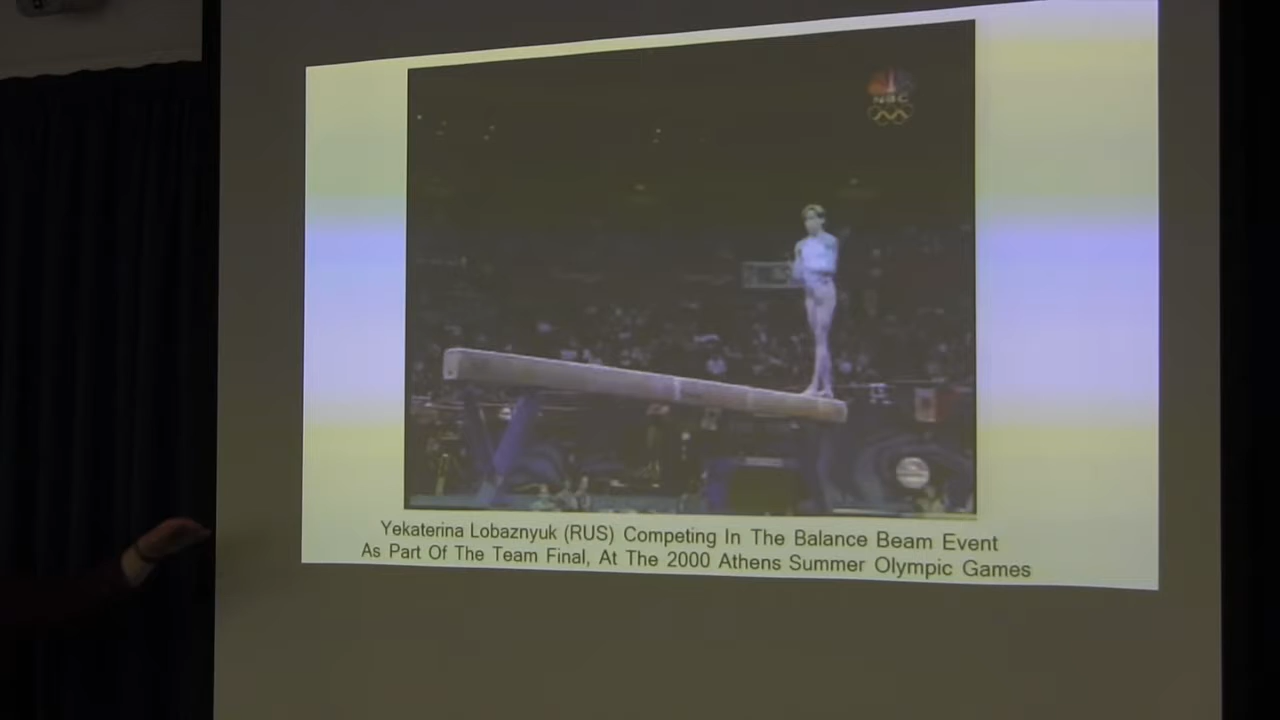 NBC
Yekaterina Lobaznyuk (RUS) Competing In The Balance Beam Event
As Part Of The Team Final, At The 2000 Athens Summer Olympic Games